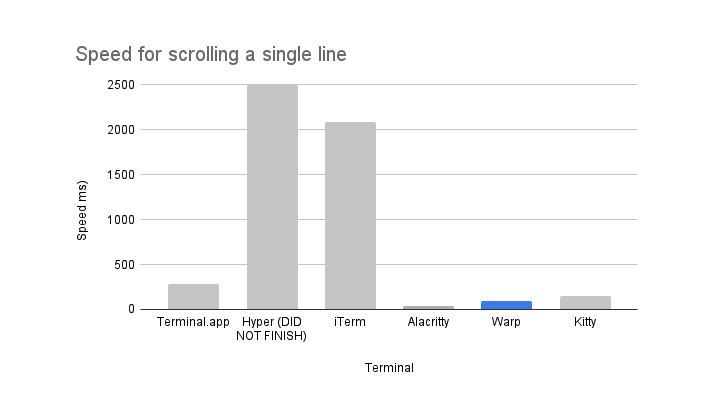 Speed for scrolling a single line
2500
2000
1500
1000
500
0
Speed ms)
Terminal.app
Hyper (DID
NOT FINISH)
iTerm
Alacritty
Warp
Kitty
Terminal